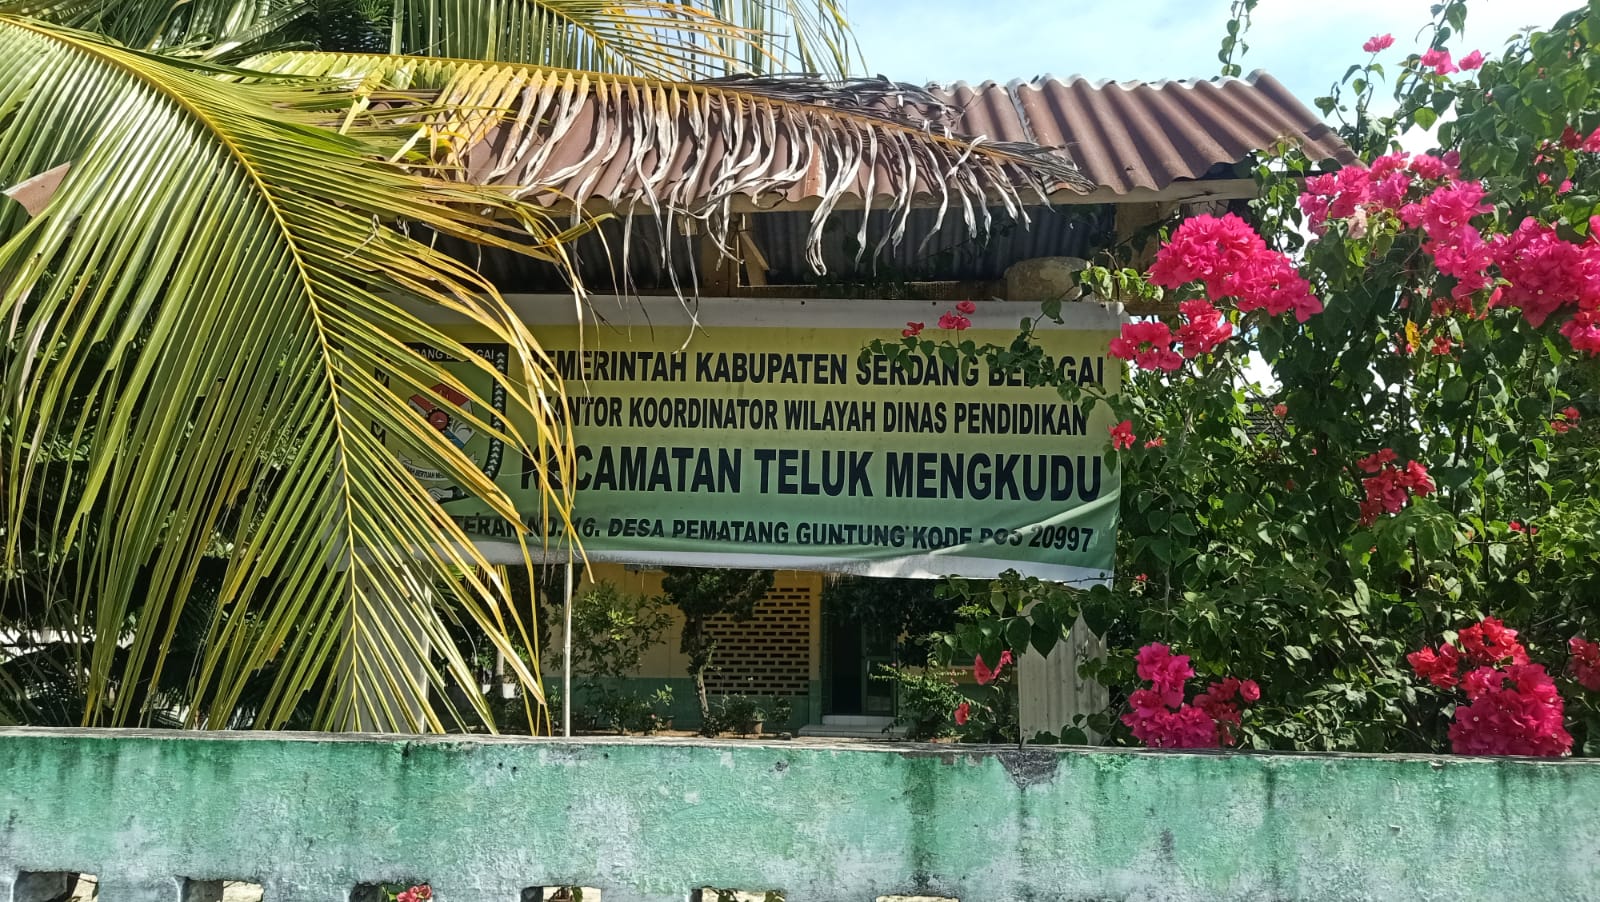 PEMERINTAH KABUPATEN SERDANG BEDAGAI
KANTOR KOORDINATOR WILAYAH DINAS PENDIDIKAN
KECAMATAN TELUK MENGKUDU
NO. 16. DESA PEMATANG GUNTUNG KODE POS 20997